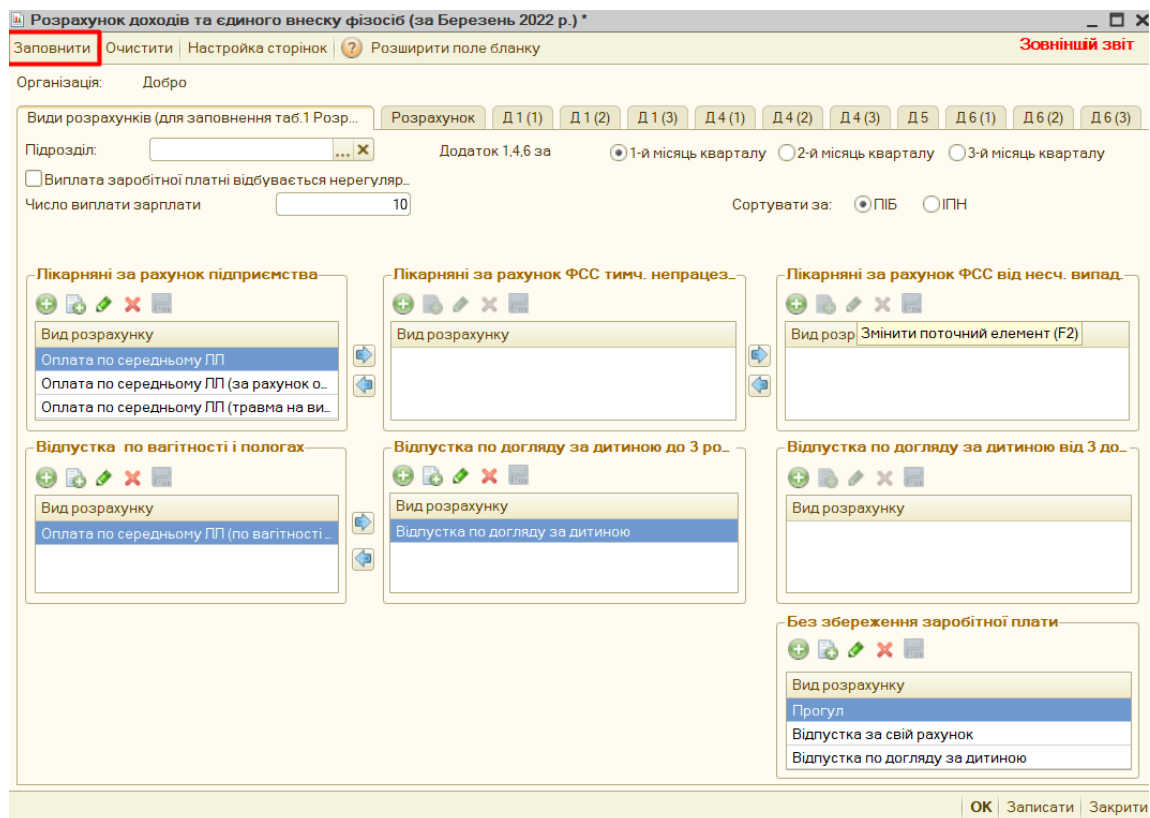 Розрахунок доходів та єдиного внеску фізосіб (за Березень 2022 р.) *
Заповнити Очистити Настройка сторінок ? Розширити поле бланку Зовніший звіт
Організація: Добро
Види розрахунків (для заповнення таб.1 Розр... Розрахунок Д 1 (1) Д 1 (2) Д 1 (3) Д 4 (1) Д 4 (2) Д 4 (3) Д 5 Д 6 (1) Д 6 (2) Д 6 (3)
Підрозділ: ... × Додаток 1,4,6 за 1-й місяць кварталу 2-й місяць кварталу 3-й місяць кварталу
Виплата заробітної платні відбувається нерегуляр...
Число виплати зарплати 10 Сортувати за: ПІБ ІПН
Лікарняні за рахунок підприємства Лікарняні за рахунок ФСС тимч. непрацез... Лікарняні за рахунок ФСС від несч. випад.
Вид розрахунку Вид розрахунку Вид розр Змінити поточний елемент (F2)
Оплата по середньому ЛП
Оплата по середньому ЛП (за рахунок о...
Оплата по середньому ЛП (травма на ви...
Відпустка по вагітності і пологах Відпустка по догляду за дитиною до 3 ро... Відпустка по догляду за дитиною від 3 до...
Вид розрахунку Вид розрахунку Вид розрахунку
Оплата по середньому ЛП (по вагітності ... Відпустка по догляду за дитиною
Без збереження заробітної плати
Вид розрахунку
Прогул
Відпустка за свій рахунок
Відпустка по догляду за дитиною
ОК Записати Закрити